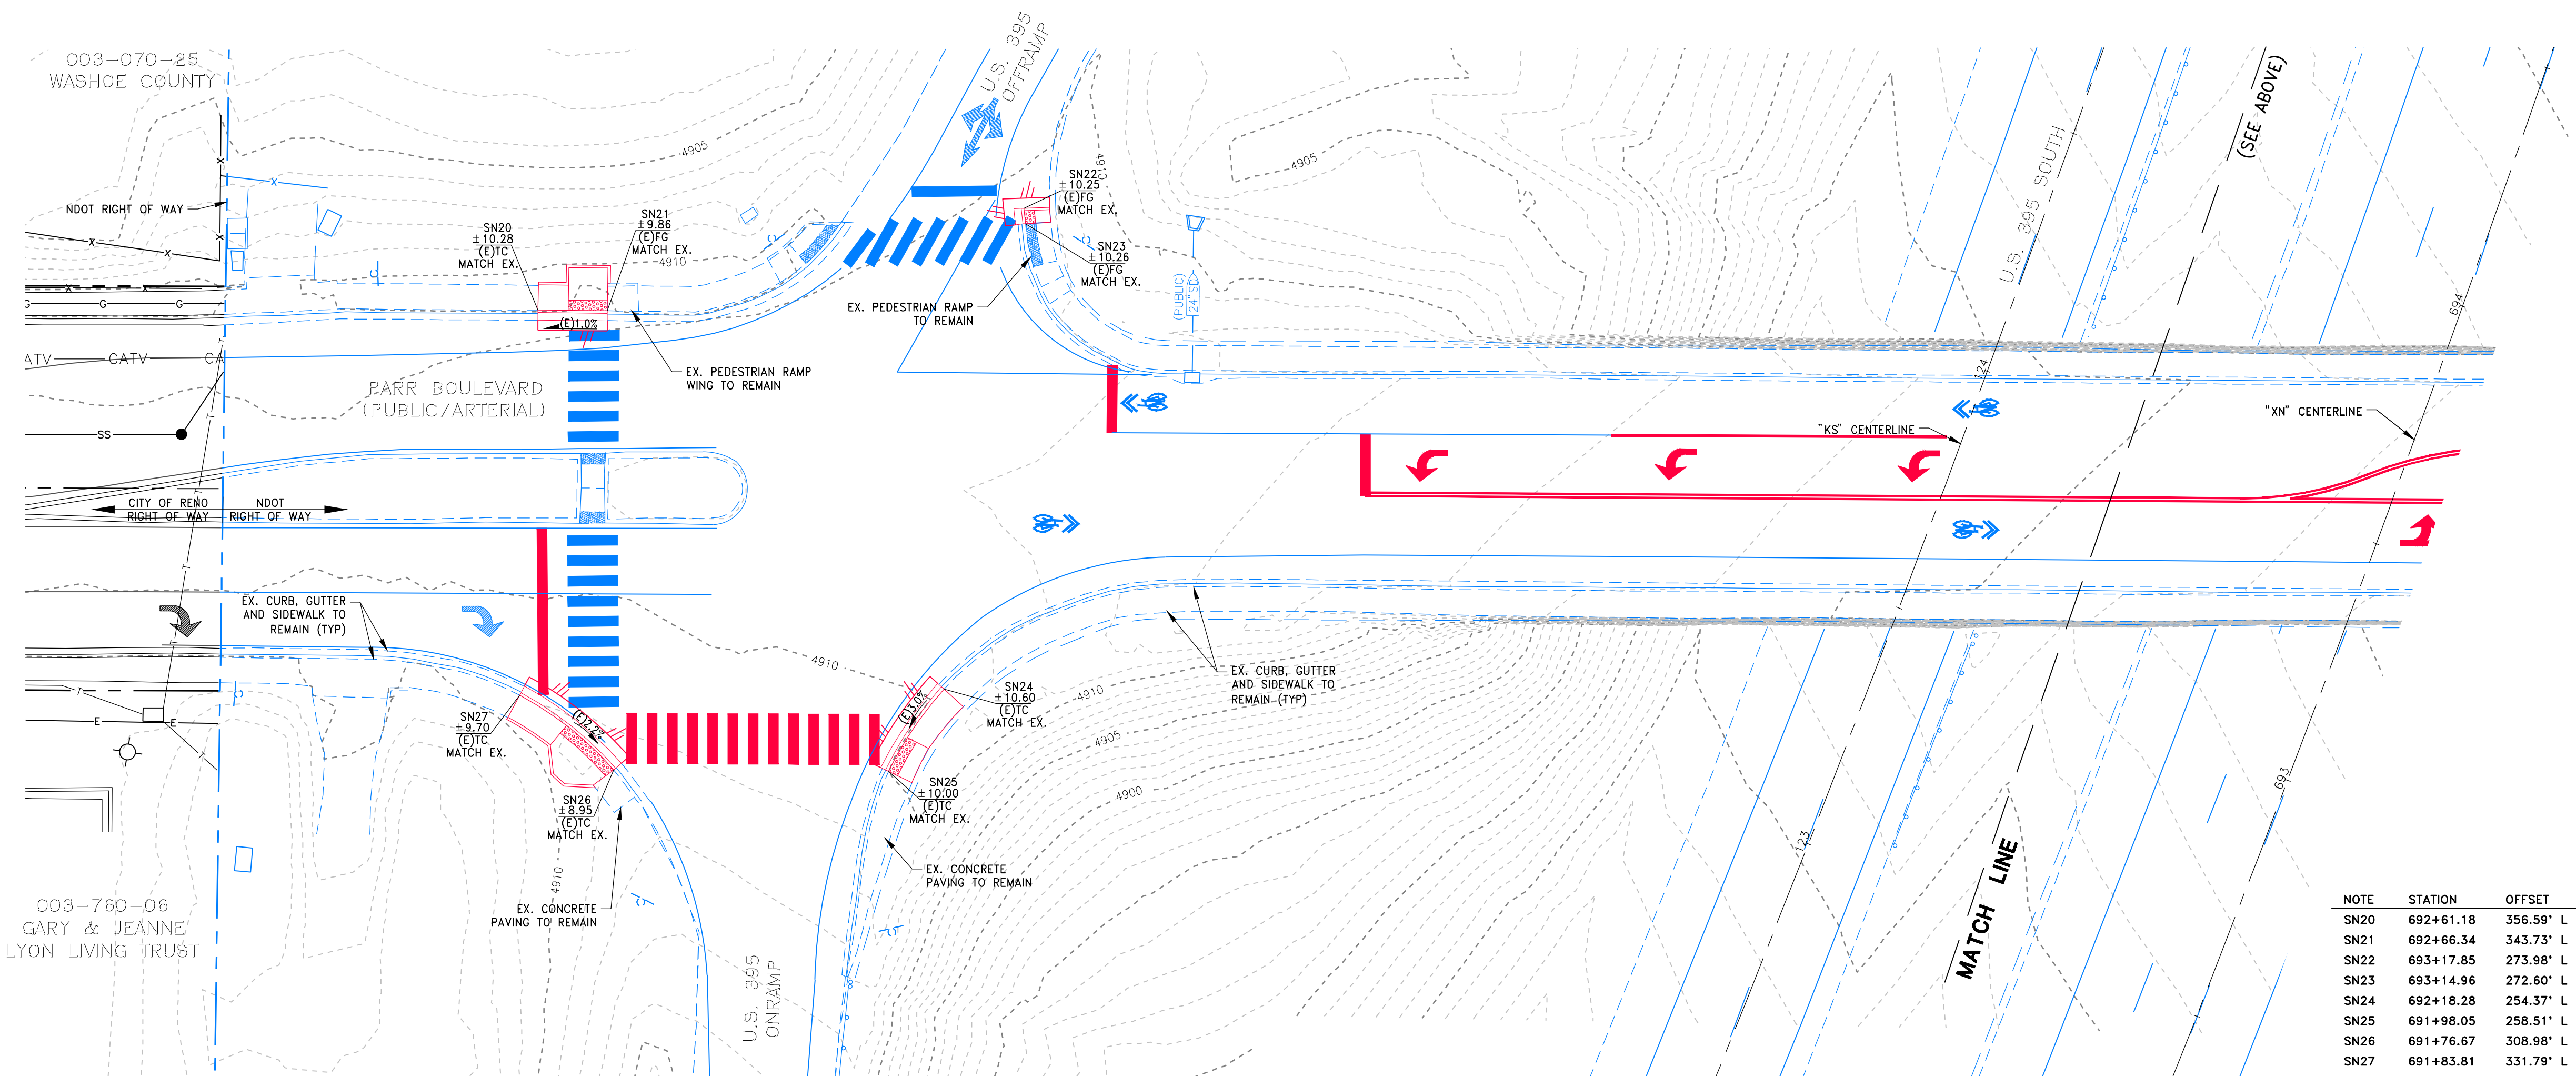 003-070-25
WASHOE COUNTY
U.S. 395
OFFRAMP
(SEE ABOVE)
4905
4905
4910
NDOT RIGHT OF WAY
X
X
X
X
X
X
X
X
SN20
±10.28
(E)TC
MATCH EX.
SN21
±9.86
(E)FG
MATCH EX.
4910
SN22
±10.25
(E)FG
MATCH EX.
SN23
±10.26
(E)FG
MATCH EX.
U.S. 395 SOUTH
694
(PUBLIC)
24"SD
G
G
G
(E)1.0%
EX. PEDESTRIAN RAMP
TO REMAIN
EX. PEDESTRIAN RAMP
WING TO REMAIN
ATV
CATV
CA
124
PARR BOULEVARD
(PUBLIC/ARTERIAL)
SS
"KS" CENTERLINE
"XN" CENTERLINE
CITY OF RENO
RIGHT OF WAY
NDOT
RIGHT OF WAY
T
T
EX. CURB, GUTTER
AND SIDEWALK TO
REMAIN (TYP)
4910
4910
EX. CURB, GUTTER
AND SIDEWALK TO
REMAIN (TYP)
SN24
±10.60
(E)TC
MATCH EX.
(E)3.0%
(E)2.2%
SN27
±9.70
(E)TC
MATCH EX.
T
E
E
T
4905
4900
SN25
±10.00
(E)TC
MATCH EX.
SN26
±8.95
(E)TC
MATCH EX.
693
123
4910
EX. CONCRETE
PAVING TO REMAIN
EX. CONCRETE
PAVING TO REMAIN
003-760-06
GARY & JEANNE
LYON LIVING TRUST
U.S. 395
ONRAMP
MATCH LINE
NOTE STATION OFFSET
SN20 692+61.18 356.59' L
SN21 692+66.34 343.73' L
SN22 693+17.85 273.98' L
SN23 693+14.96 272.60' L
SN24 692+18.28 254.37' L
SN25 691+98.05 258.51' L
SN26 691+76.67 308.98' L
SN27 691+83.81 331.79' L